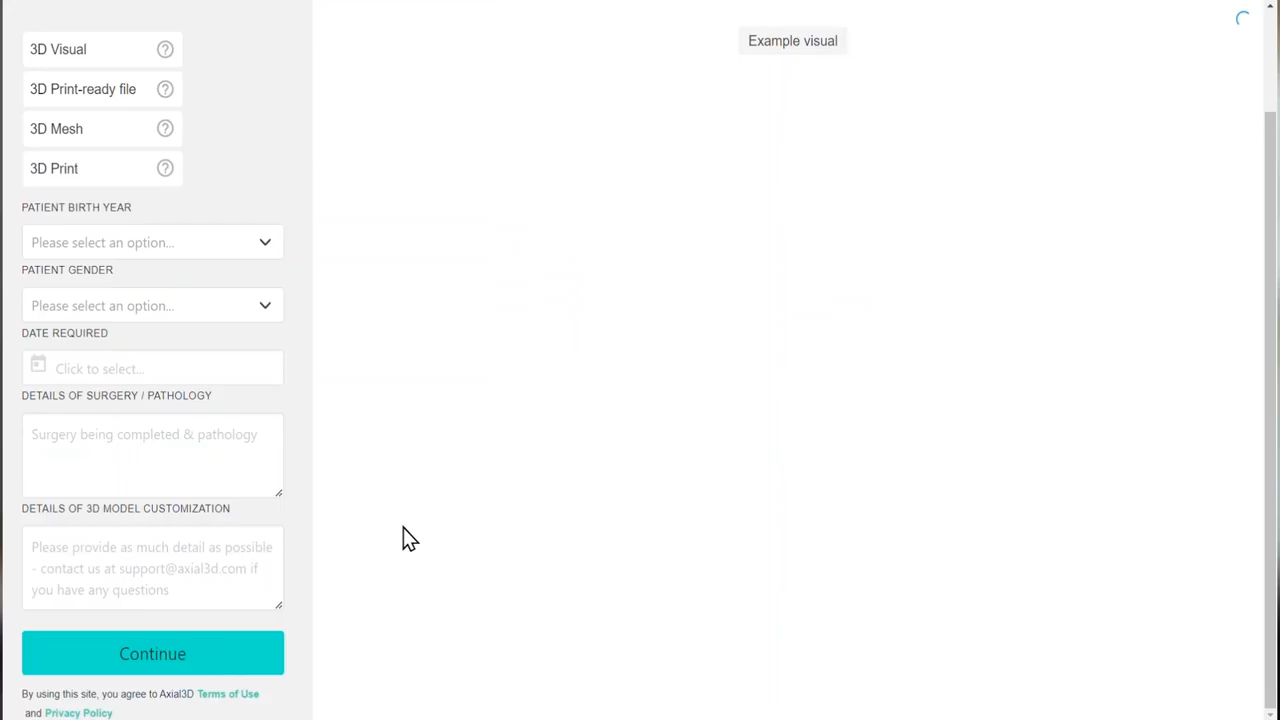 3D Visual
3D Print-ready file
3D Mesh
3D Print
PATIENT BIRTH YEAR
Please select an option...
PATIENT GENDER
Please select an option...
DATE REQUIRED
Click to select...
DETAILS OF SURGERY / PATHOLOGY
Surgery being completed & pathology
DETAILS OF 3D MODEL CUSTOMIZATION
Please provide as much detail as possible
- contact us at support@axial3d.com if
you have any questions
Continue
By using this site, you agree to Axial3D Terms of Use
and Privacy Policy
Example visual